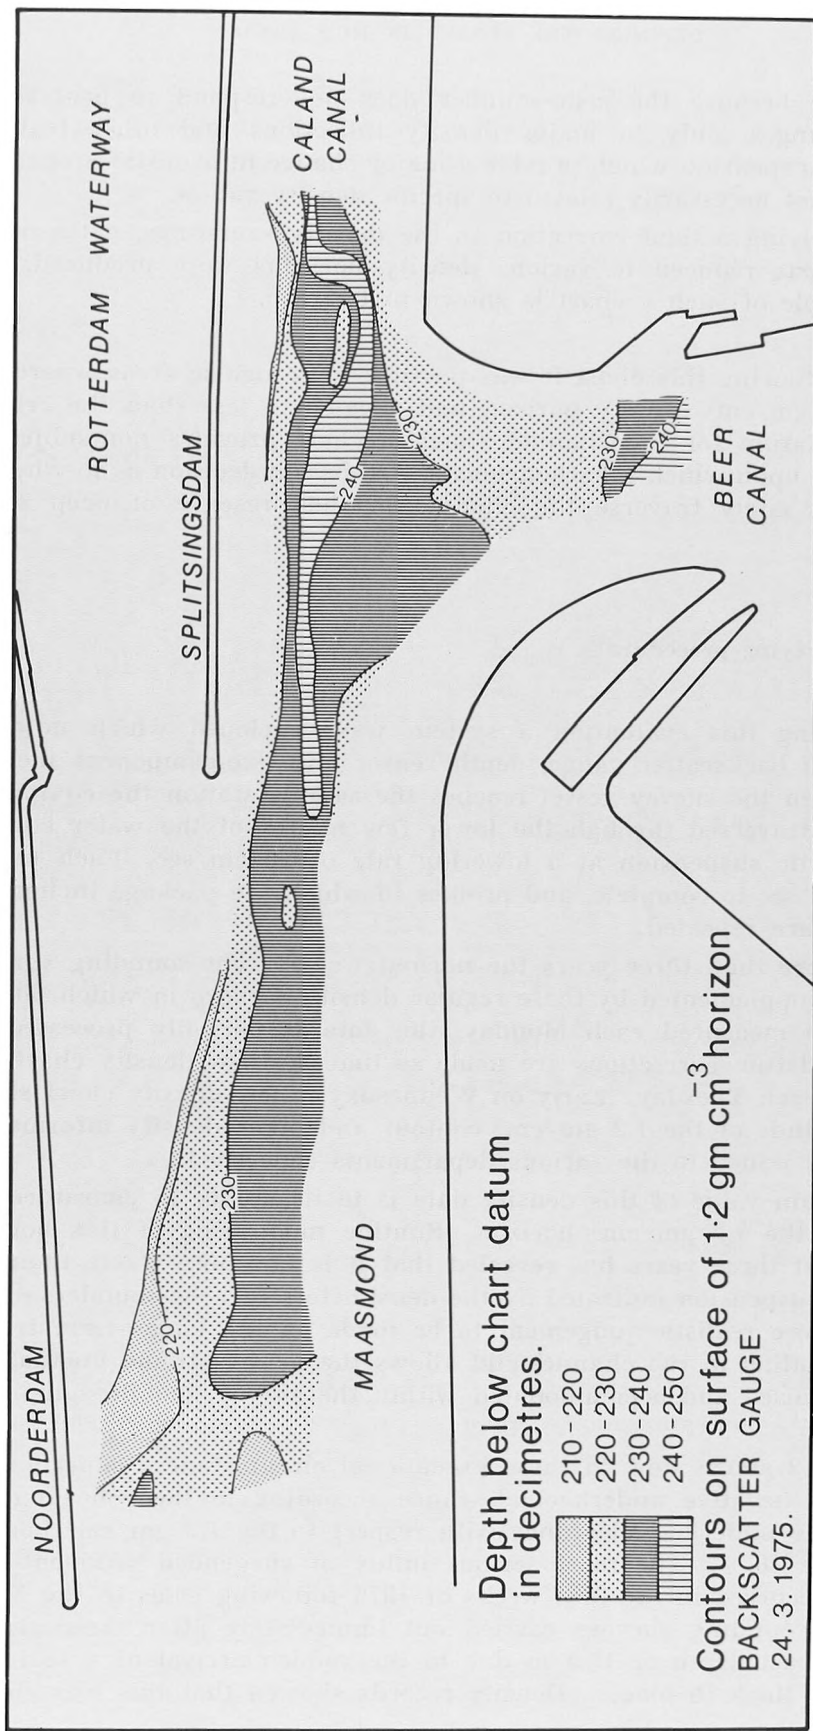 NOORDERDAM
ROTTERDAM WATERWAY
SPLITSINGSDAM
CALAND
CANAL
220
230
240
230
230
240
MAASMOND
BEER
CANAL
Depth below chart datum
in decimetres.
210-220
220-230
230-240
240-250
Contours on surface of 1·2 gm cm⁻³ horizon
BACKSCATTER GAUGE
24. 3. 1975.